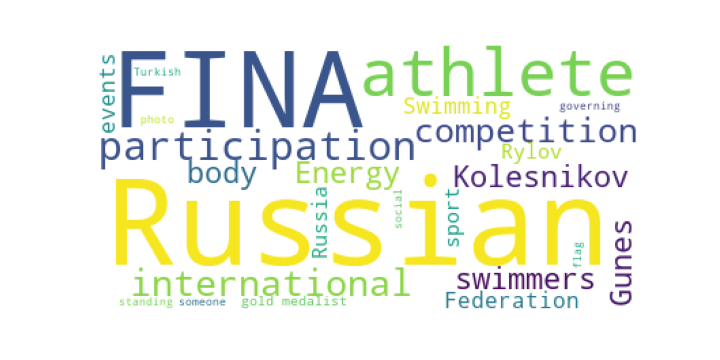 FINA
athlete
events
Turkish
photo
Swimming
governing
participation
competition
Rylov
body
Energy
Kolesnikov
Russian
Russia
social
sport
flag
Gunes
international
swimmers
standing
someone
gold medalist
Federation